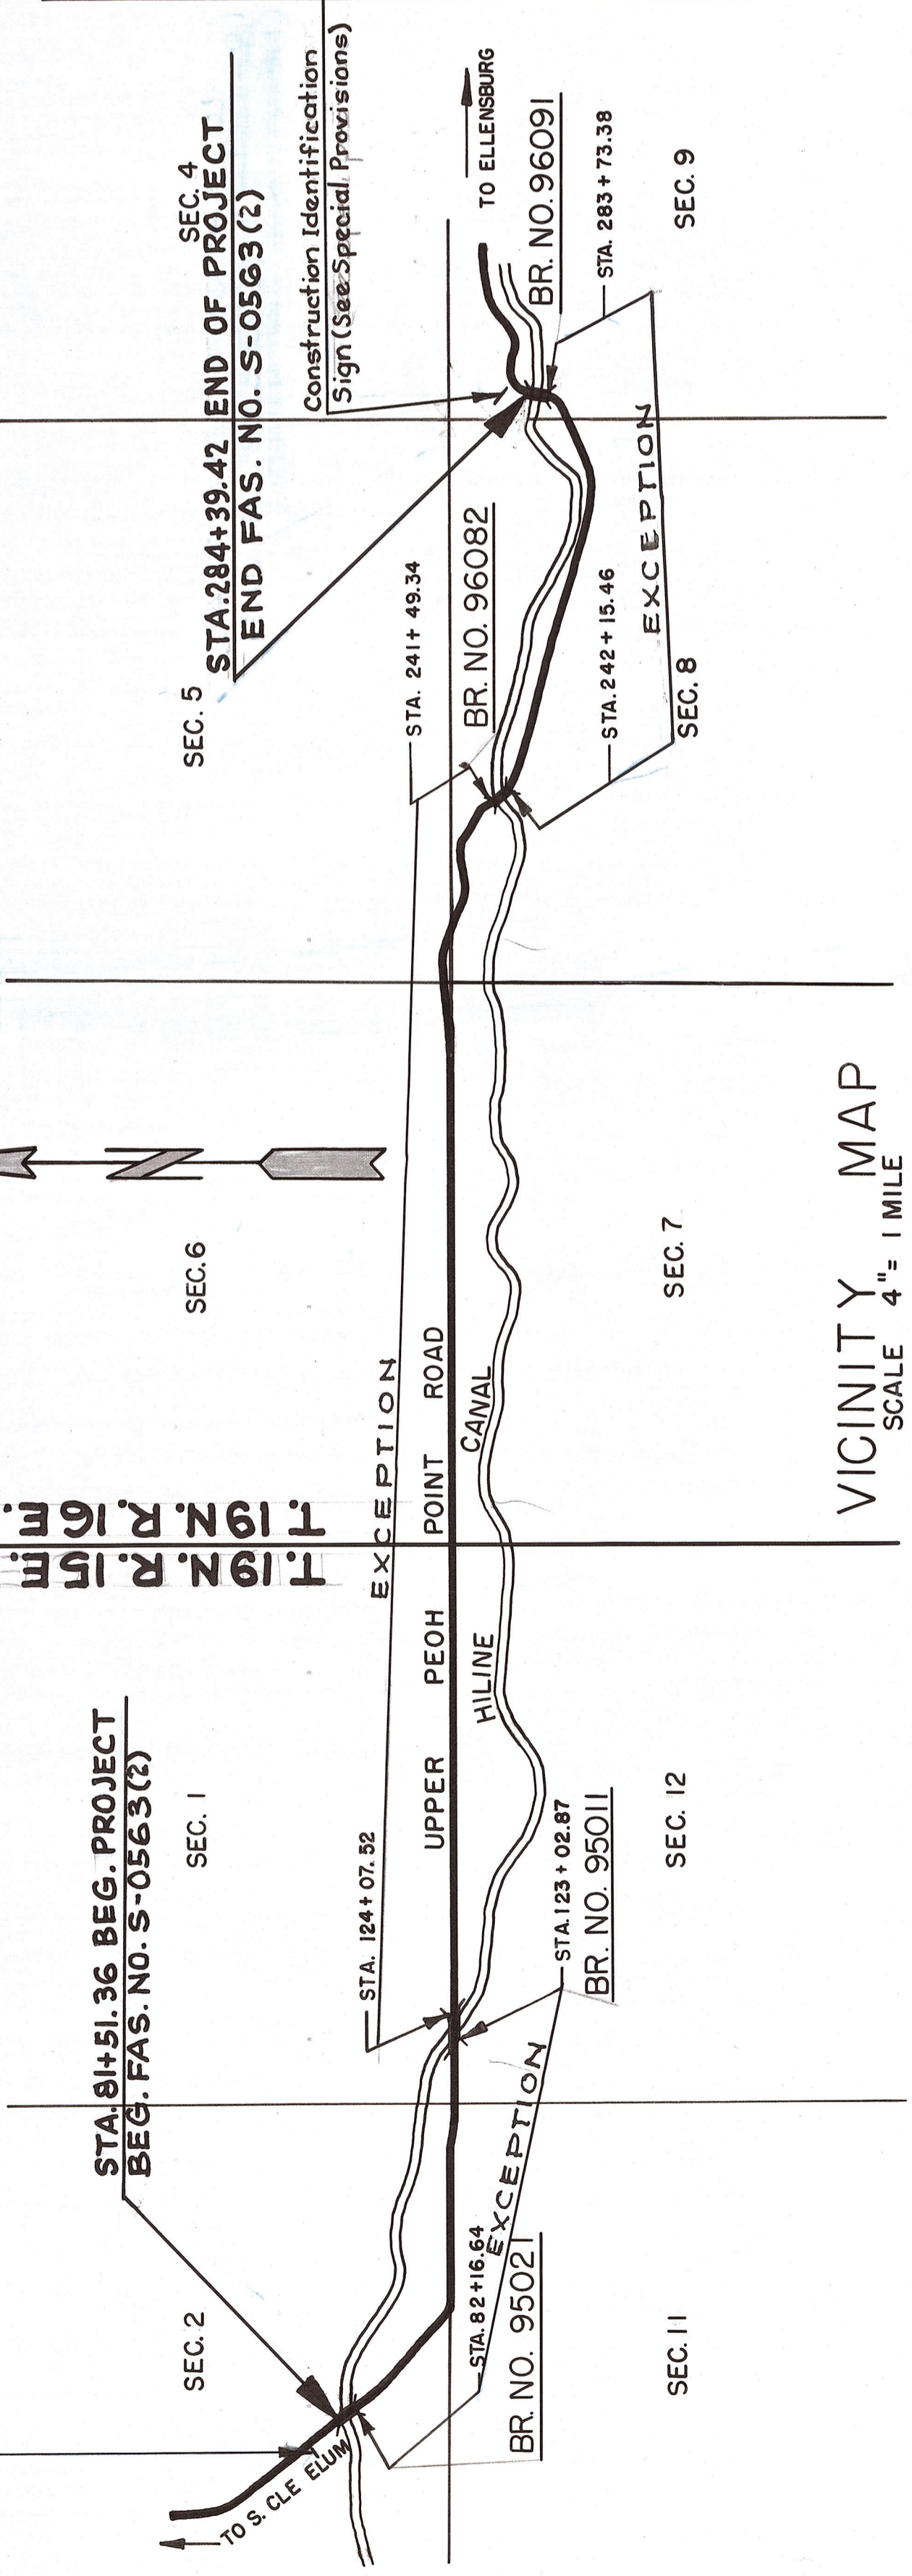 STA. 81+51.36 BEG. PROJECT
BEG. FAS. NO. S-0563(2)
SEC. 2
SEC. 1
T.19N. R.15E.
T.19N. R.16E.
SEC. 6
N
SEC. 5
STA. 284+39.42 END OF PROJECT
END FAS. NO. S-0563(2)
SEC. 4
Construction Identification
Sign (See Special Provisions)
TO S. CLE ELUM
STA. 124+07.52
EXCEPTION
UPPER PEOH POINT ROAD
HILINE CANAL
STA. 241+49.34
BR. NO. 96082
TO ELLENSBURG
BR. NO. 96091
STA. 283+73.38
STA. 82+16.64
EXCEPTION
BR. NO. 95021
STA. 123+02.87
BR. NO. 95011
STA. 242+15.46
EXCEPTION
SEC. 11
SEC. 12
SEC. 7
SEC. 8
SEC. 9
VICINITY MAP
SCALE 4"= 1 MILE